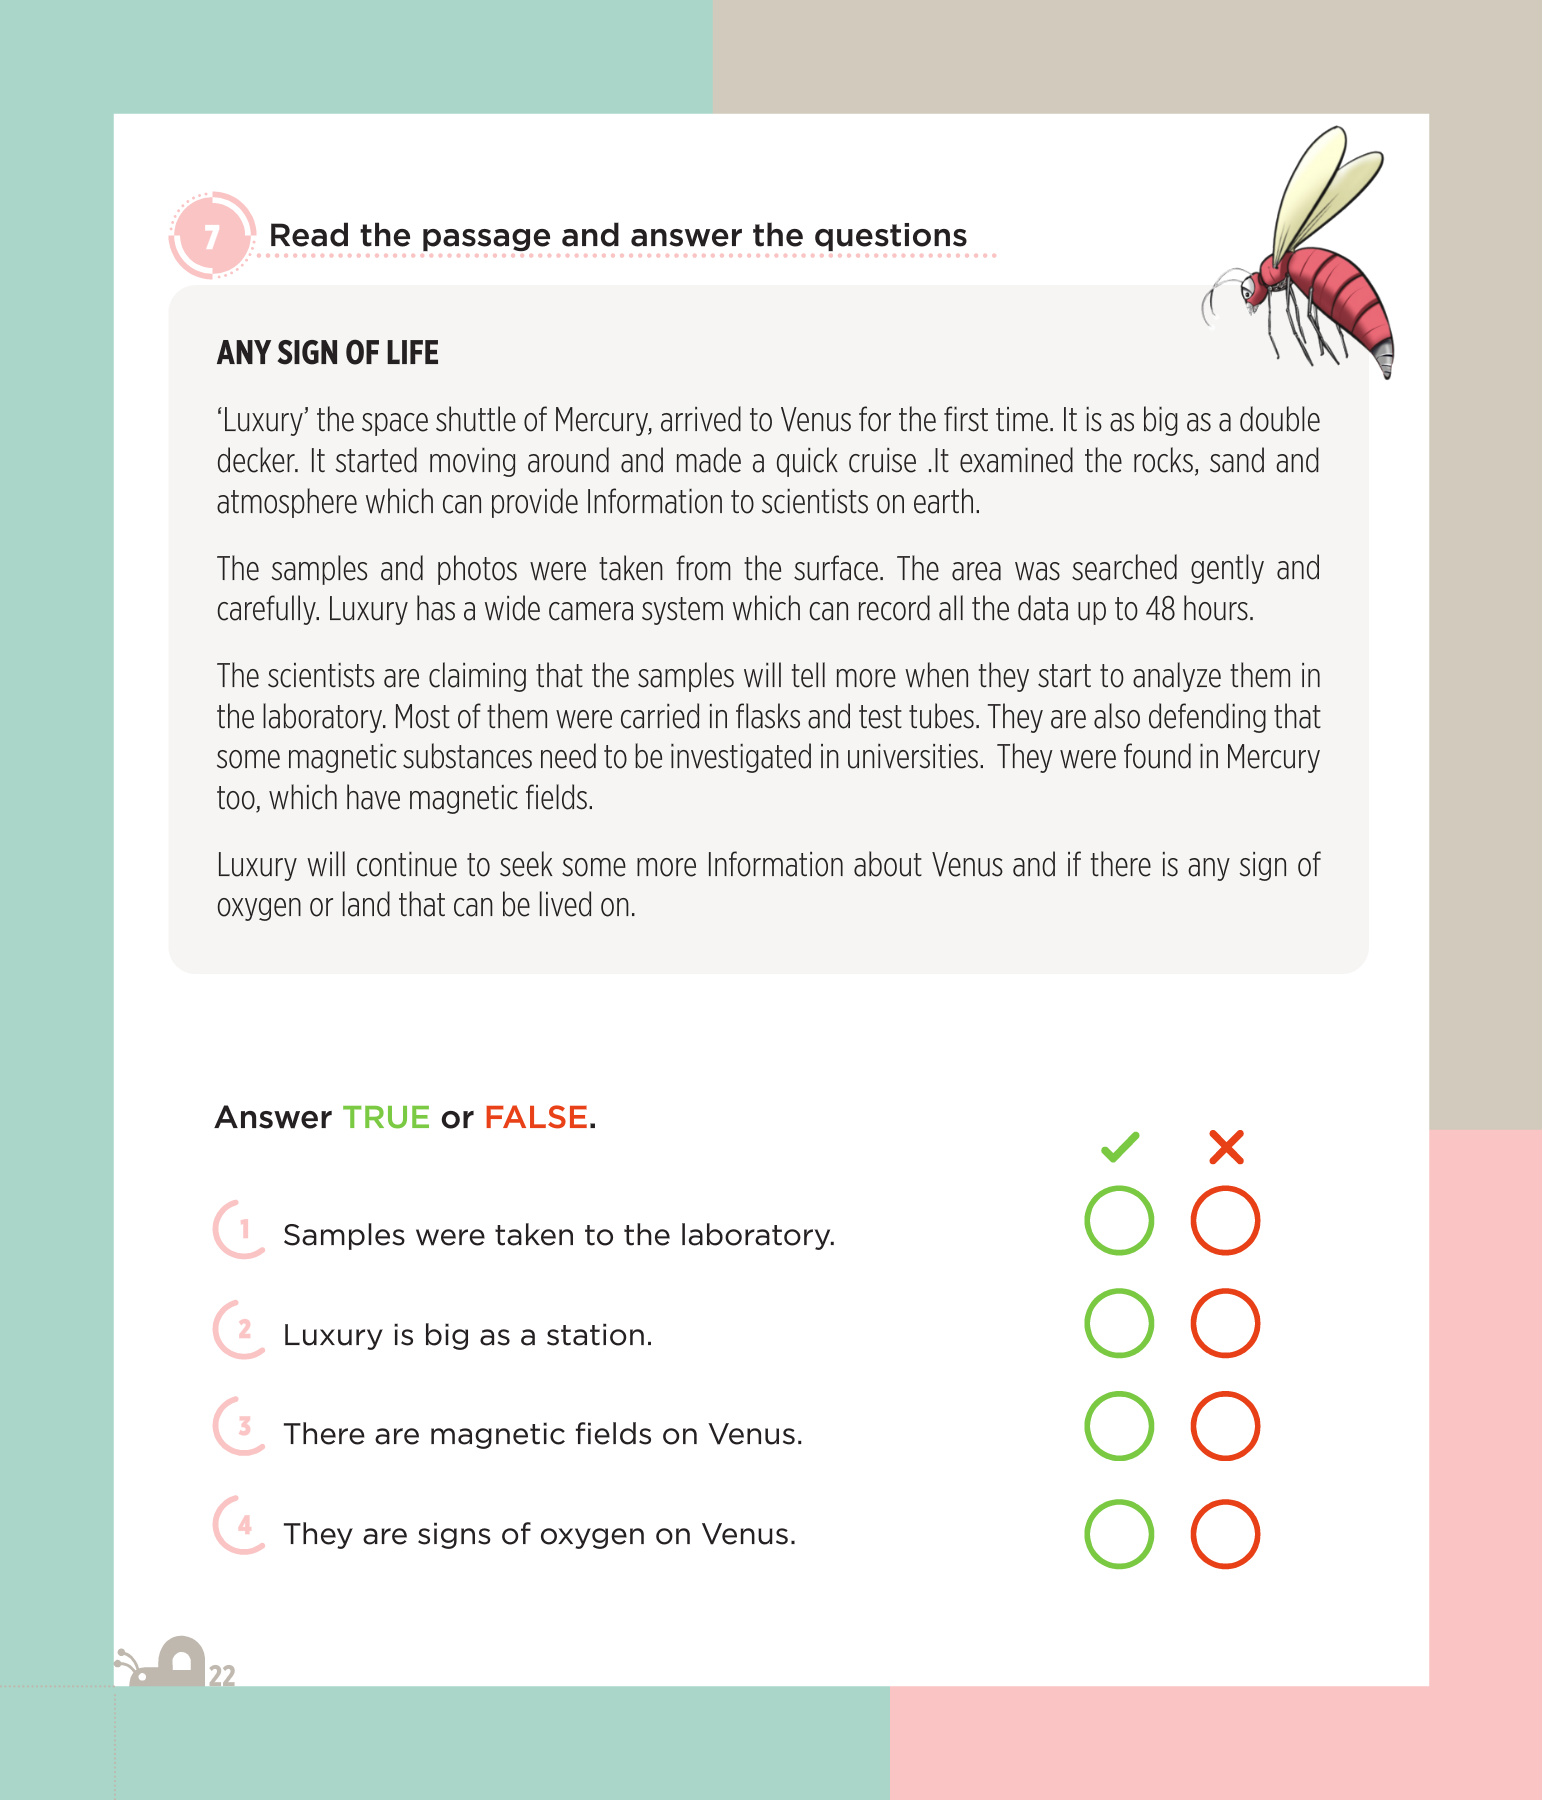 7
Read the passage and answer the questions
ANY SIGN OF LIFE
‘Luxury’ the space shuttle of Mercury, arrived to Venus for the first time. It is as big as a double
decker. It started moving around and made a quick cruise .It examined the rocks, sand and
atmosphere which can provide Information to scientists on earth.
The samples and photos were taken from the surface. The area was searched gently and
carefully. Luxury has a wide camera system which can record all the data up to 48 hours.
The scientists are claiming that the samples will tell more when they start to analyze them in
the laboratory. Most of them were carried in flasks and test tubes. They are also defending that
some magnetic substances need to be investigated in universities. They were found in Mercury
too, which have magnetic fields.
Luxury will continue to seek some more Information about Venus and if there is any sign of
oxygen or land that can be lived on.
Answer TRUE or FALSE.
1 Samples were taken to the laboratory.
2 Luxury is big as a station.
3 There are magnetic fields on Venus.
4 They are signs of oxygen on Venus.
22